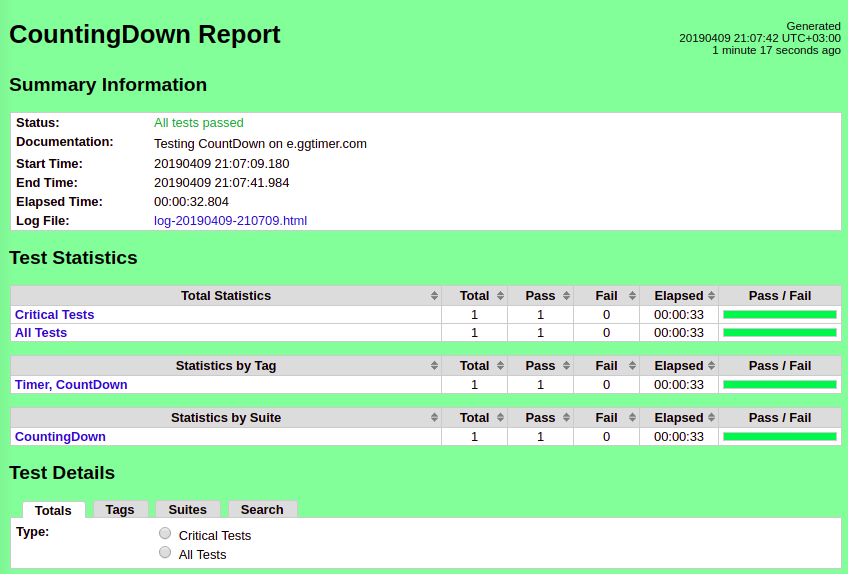 CountingDown Report
Generated
20190409 21:07:42 UTC+03:00
1 minute 17 seconds ago
Summary Information
Status: All tests passed
Documentation: Testing CountDown on e.ggtimer.com
Start Time: 20190409 21:07:09.180
End Time: 20190409 21:07:41.984
Elapsed Time: 00:00:32.804
Log File: log-20190409-210709.html
Test Statistics
Total Statistics Total Pass Fail Elapsed Pass / Fail
Critical Tests 1 1 0 00:00:33
All Tests 1 1 0 00:00:33
Statistics by Tag Total Pass Fail Elapsed Pass / Fail
Timer, CountDown 1 1 0 00:00:33
Statistics by Suite Total Pass Fail Elapsed Pass / Fail
CountingDown 1 1 0 00:00:33
Test Details
Totals Tags Suites Search
Type: Critical Tests
All Tests